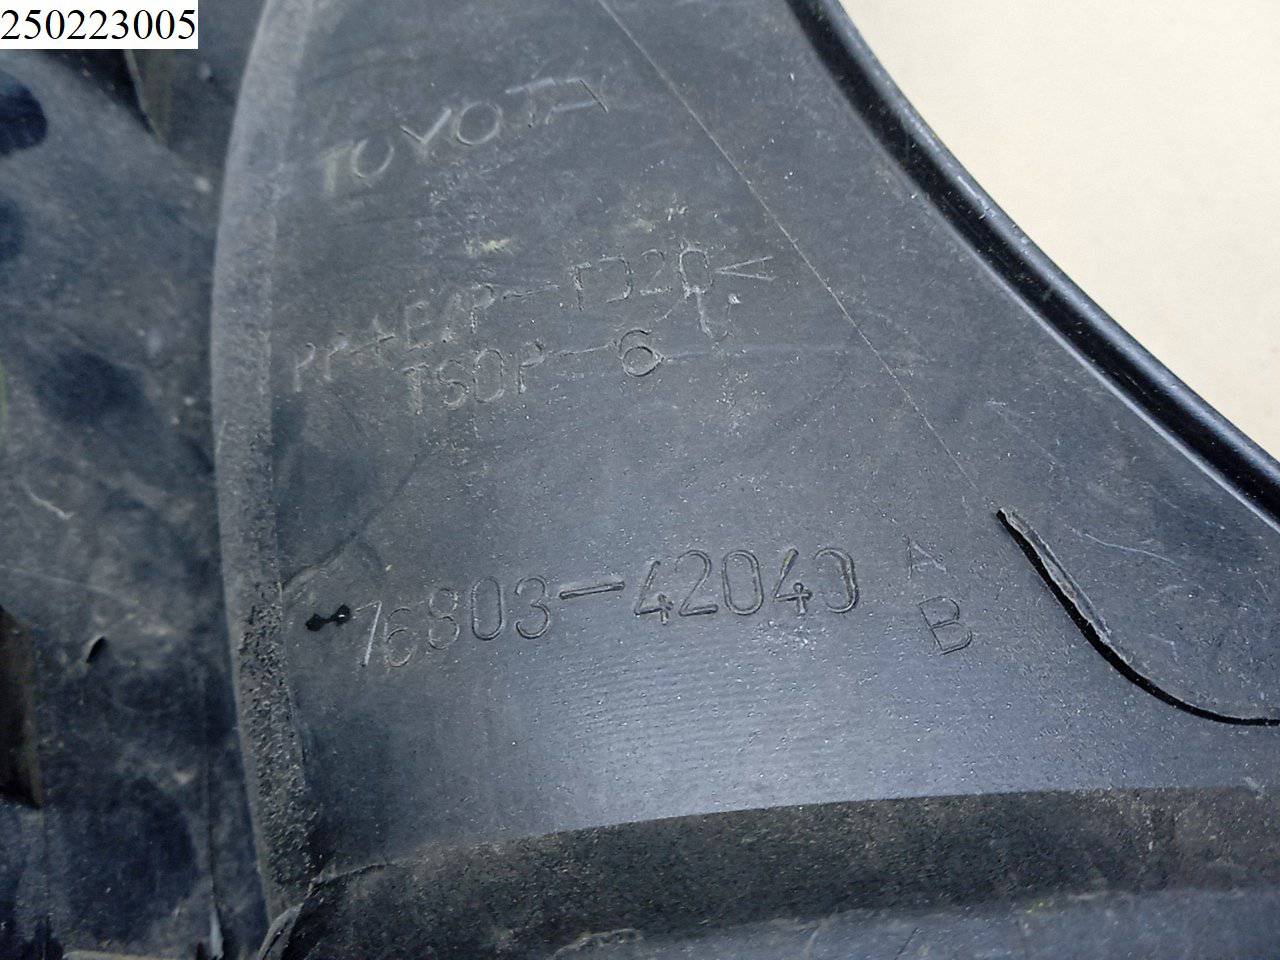 250223005
TOYOTA
PP+E/P-TD20<
TSOP-6
76803-42040
A
B